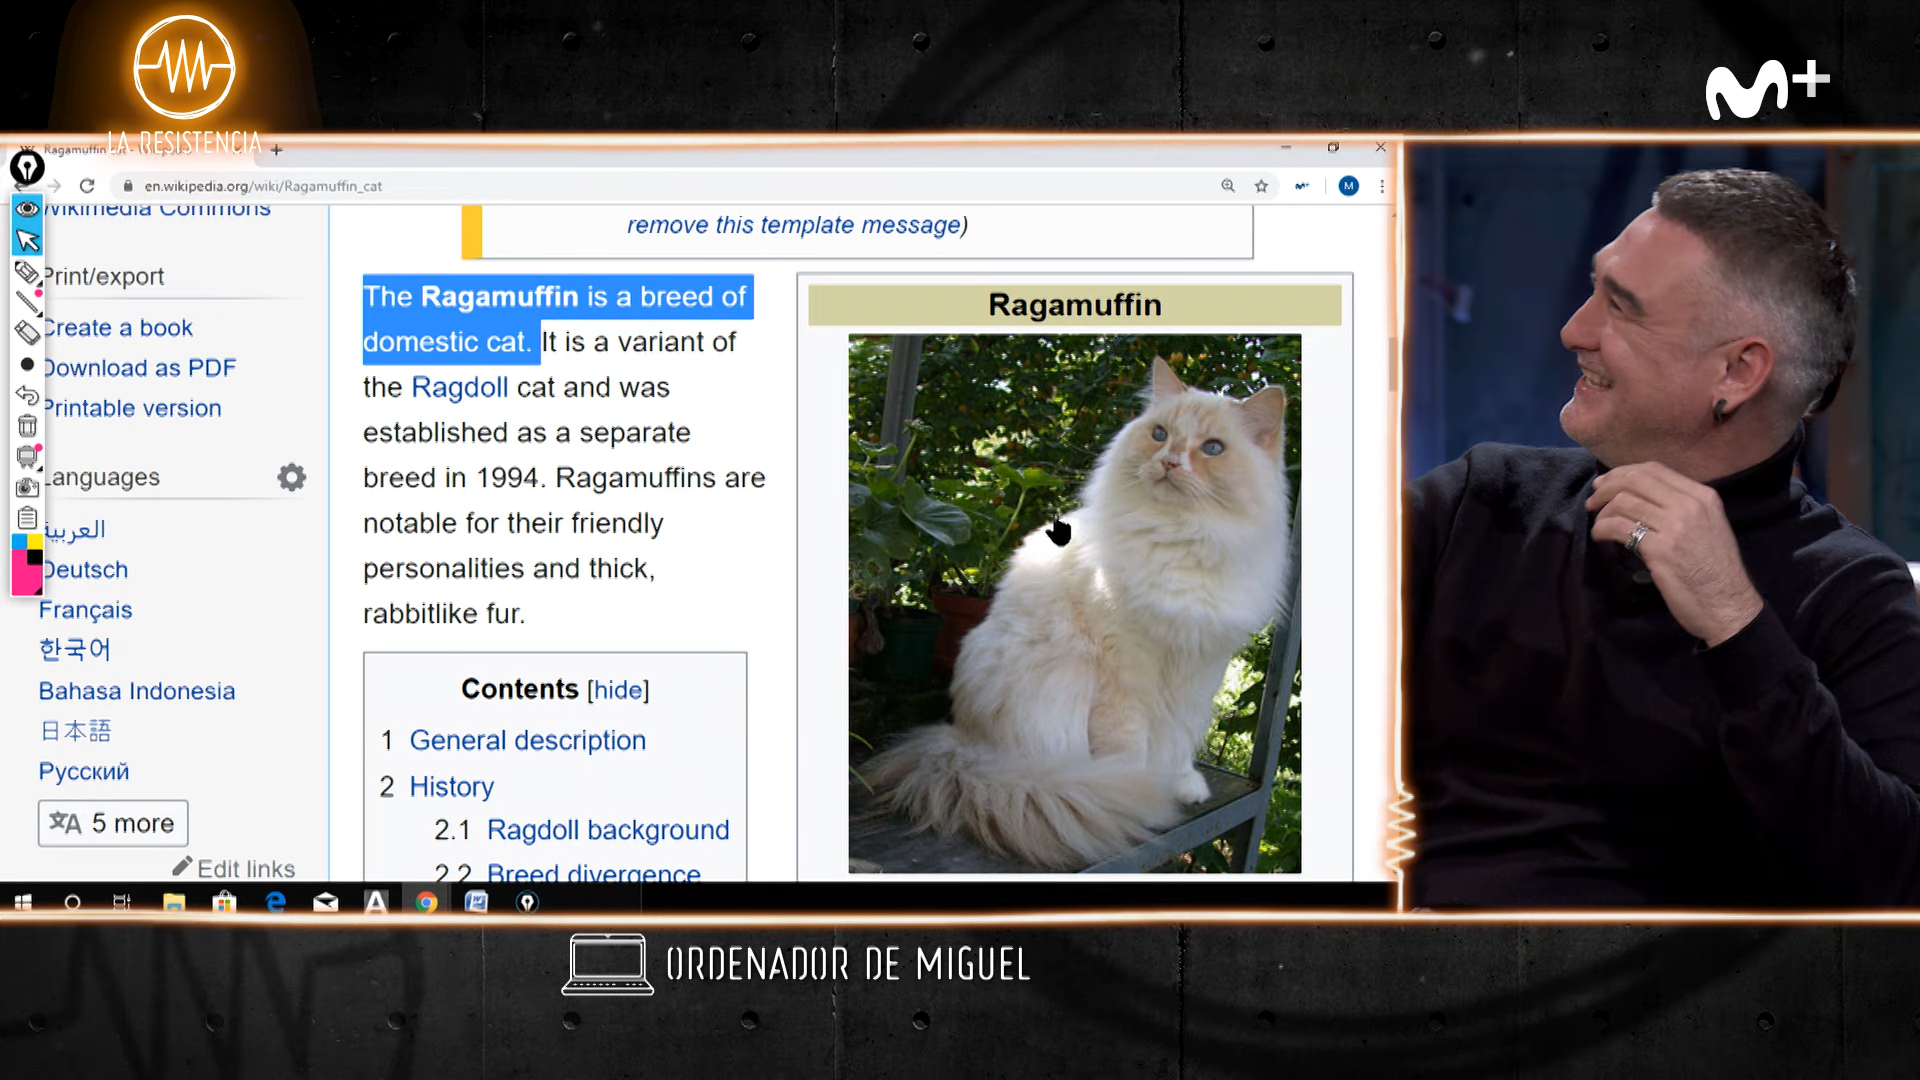 LA RESISTENCIA
M+
Ragamuffin cat - Wikipedia
en.wikipedia.org/wiki/Ragamuffin_cat
M
Wikimedia Commons
Print/export
Create a book
Download as PDF
Printable version
Languages
العربية
Deutsch
Français
한국어
Bahasa Indonesia
日本語
Русский
5 more
Edit links
remove this template message)
The Ragamuffin is a breed of
domestic cat. It is a variant of
the Ragdoll cat and was
established as a separate
breed in 1994. Ragamuffins are
notable for their friendly
personalities and thick,
rabbitlike fur.
Contents [hide]
1 General description
2 History
2.1 Ragdoll background
2.2 Breed divergence
Ragamuffin
ORDENADOR DE MIGUEL